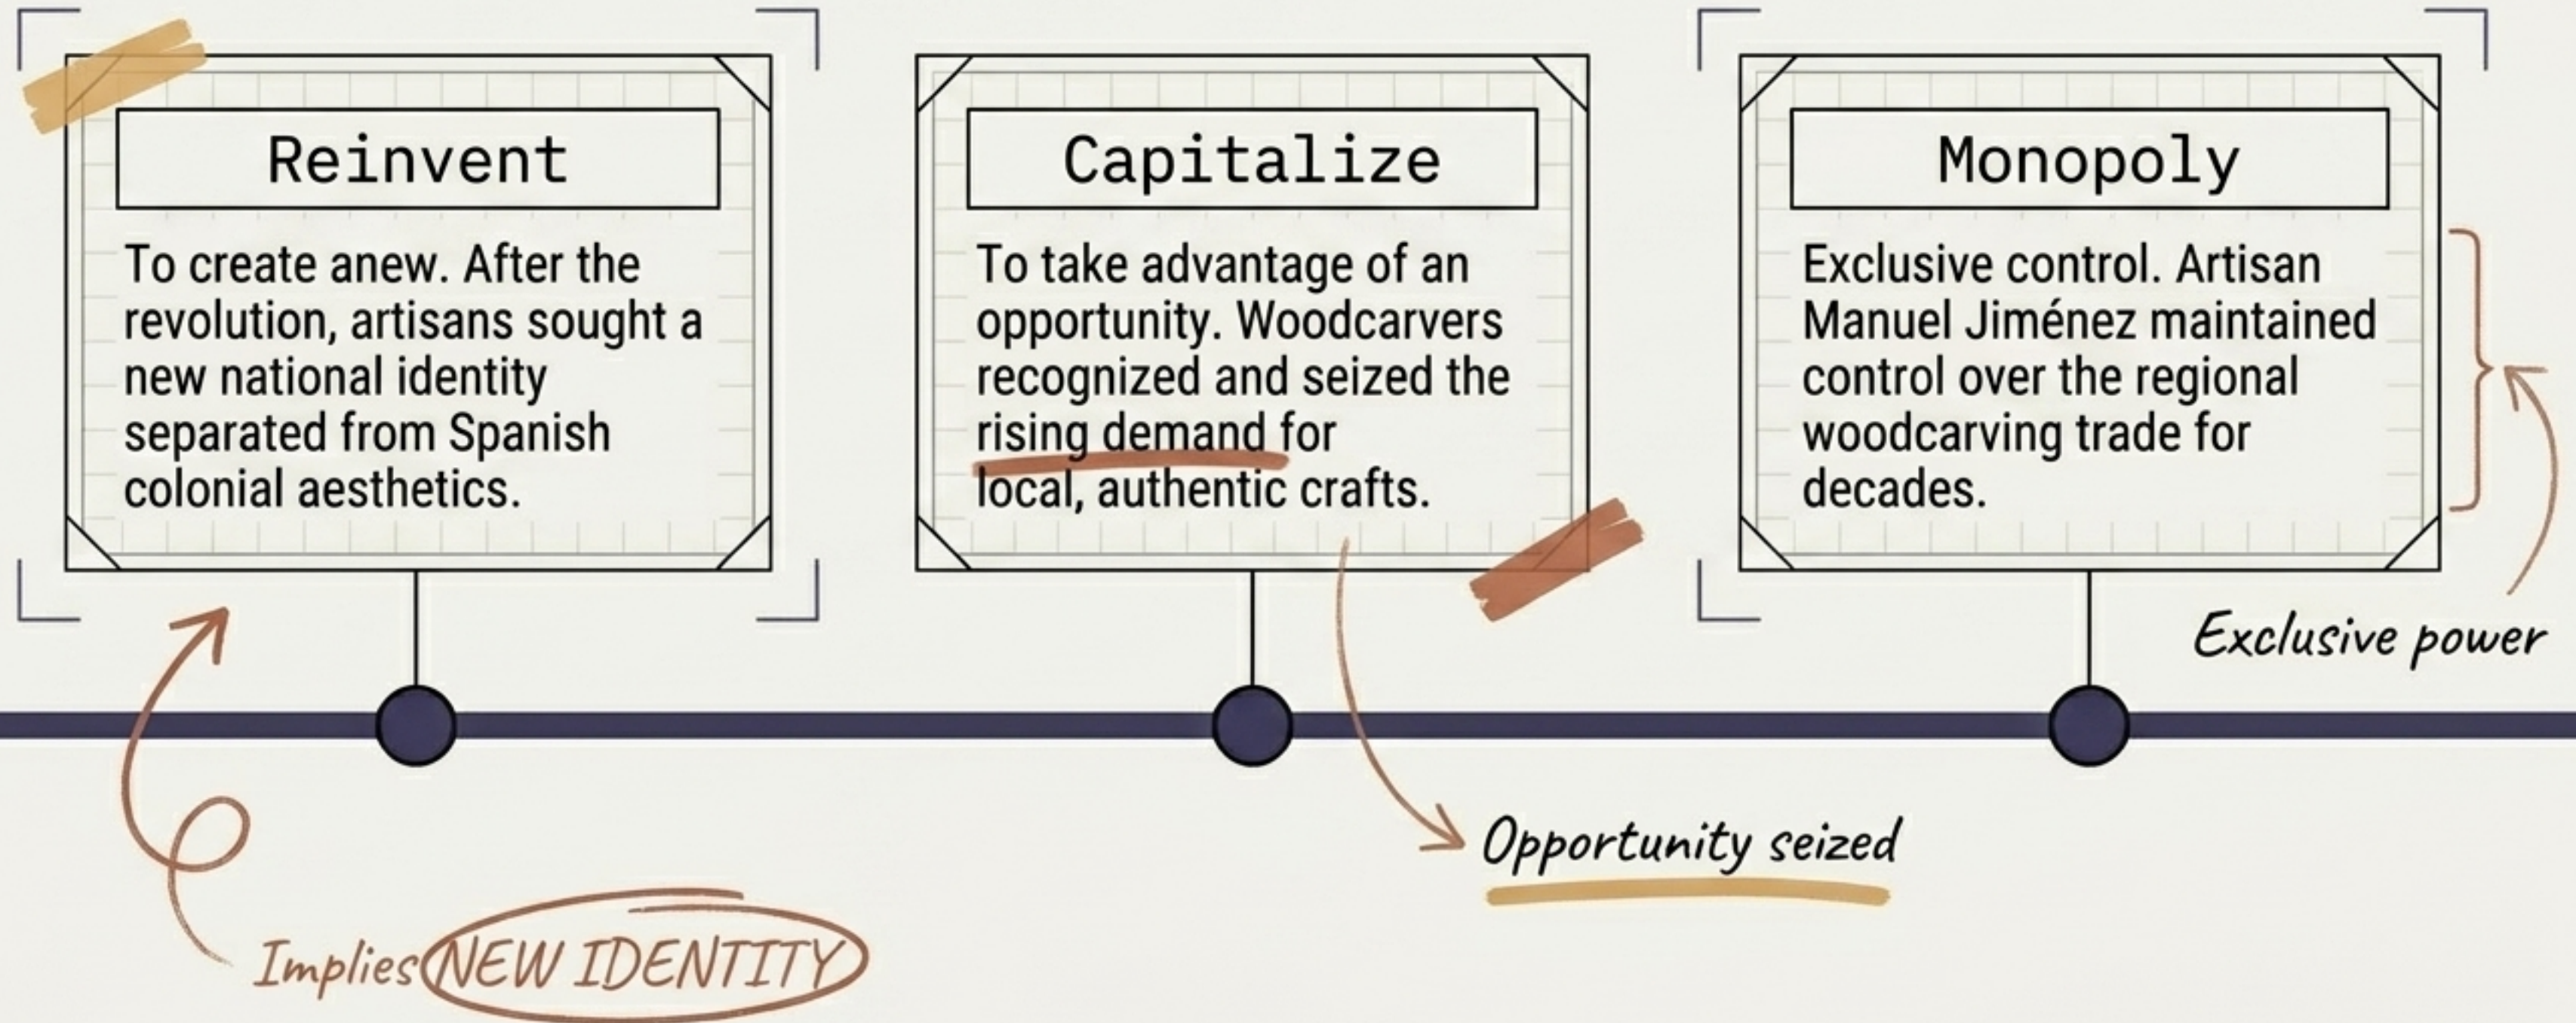 Reinvent
To create anew. After the
revolution, artisans sought a
new national identity
separated from Spanish
colonial aesthetics.
Capitalize
To take advantage of an
opportunity. Woodcarvers
recognized and seized the
rising demand for
local, authentic crafts.
Monopoly
Exclusive control. Artisan
Manuel Jiménez maintained
control over the regional
woodcarving trade for
decades.
Exclusive power
Opportunity seized
Implies NEW IDENTITY